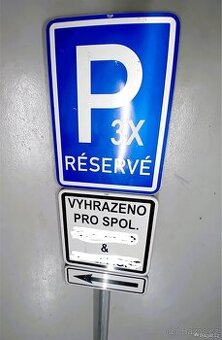 P
3X
RÉSERVÉ
VYHRAZENO
PRO SPOL.
&